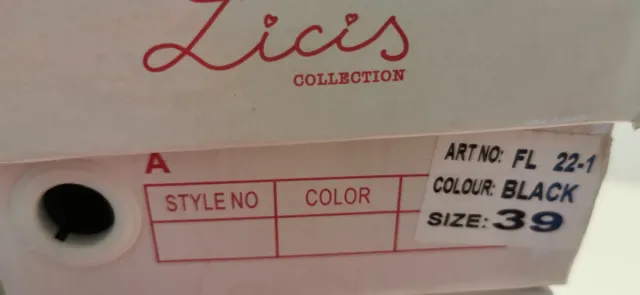 Licis
COLLECTION
A
STYLE NO COLOR
ART NO: FL 22-1
COLOUR: BLACK
SIZE: 39